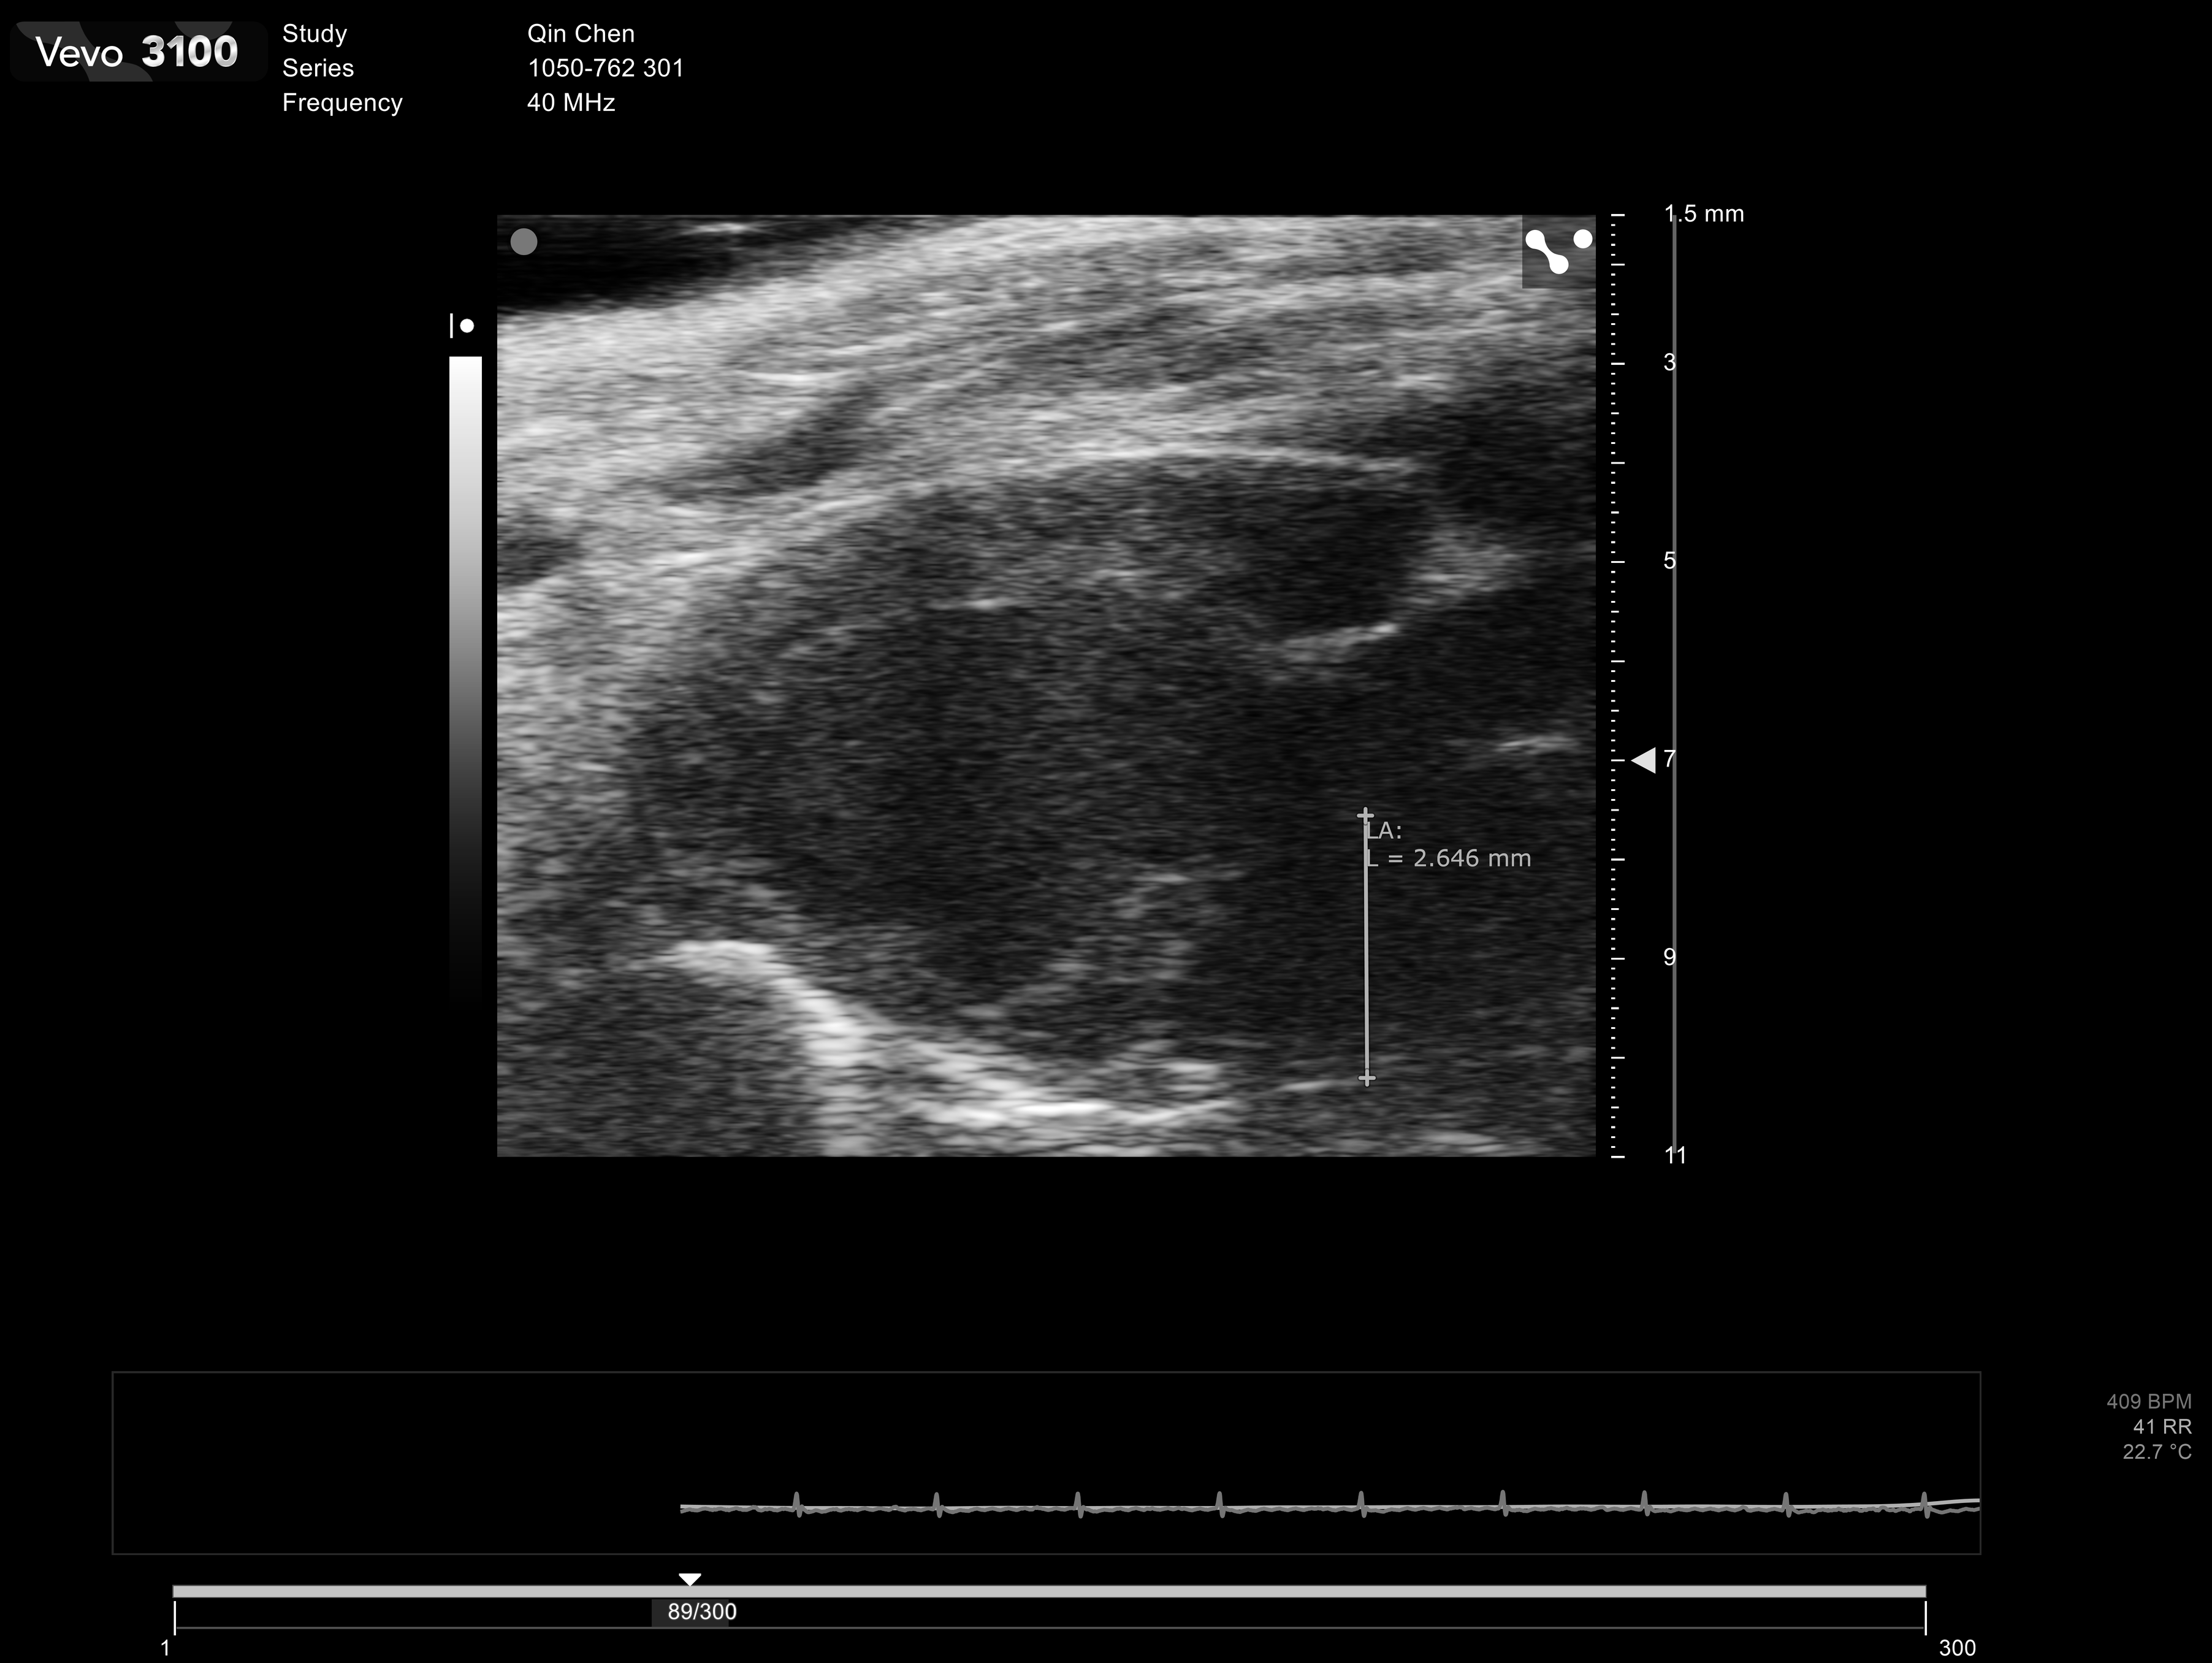 Vevo 3100
Study Qin Chen
Series 1050-762 301
Frequency 40 MHz
1.5 mm
3
5
7
LA:
L = 2.646 mm
9
11
409 BPM
41 RR
22.7 °C
89/300
1
300